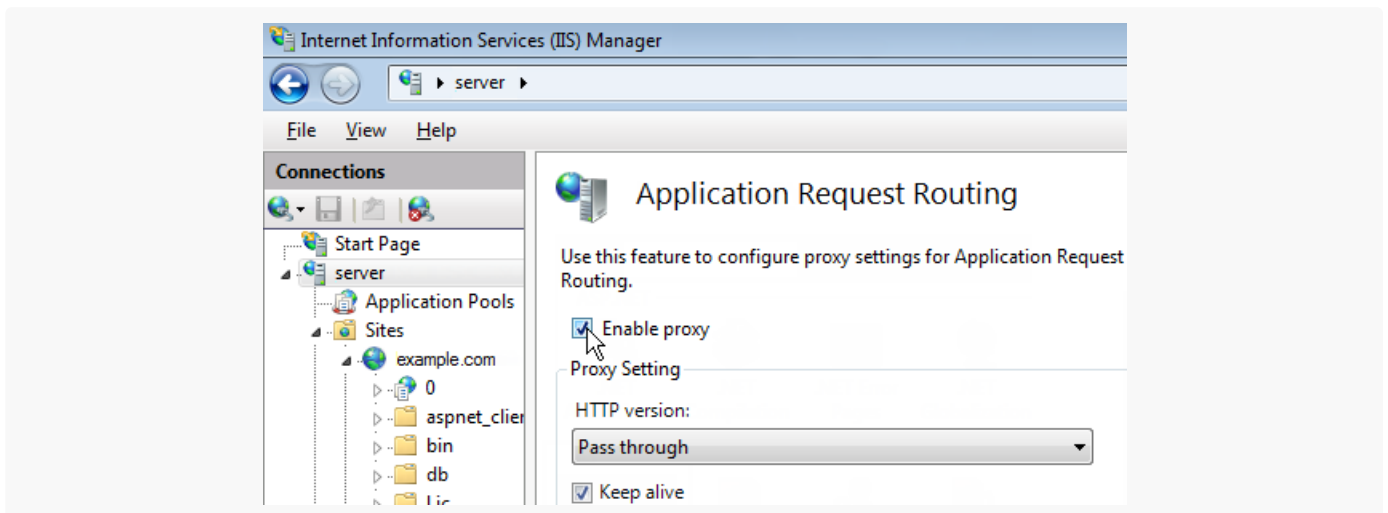 Internet Information Services (IIS) Manager
server
File View Help
Connections
Start Page
server
Application Pools
Sites
example.com
0
aspnet_clier
bin
db
Application Request Routing
Use this feature to configure proxy settings for Application Request
Routing.
Enable proxy
Proxy Setting
HTTP version:
Pass through
Keep alive